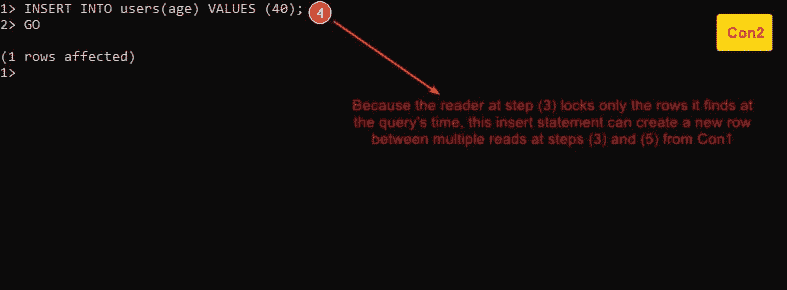 1> INSERT INTO users(age) VALUES (40);
4
2> GO
Con2
(1 rows affected)
1>
Because the reader at step (3) locks only the rows it finds at
the query's time, this insert statement can create a new row
between multiple reads at steps (3) and (5) from Con1